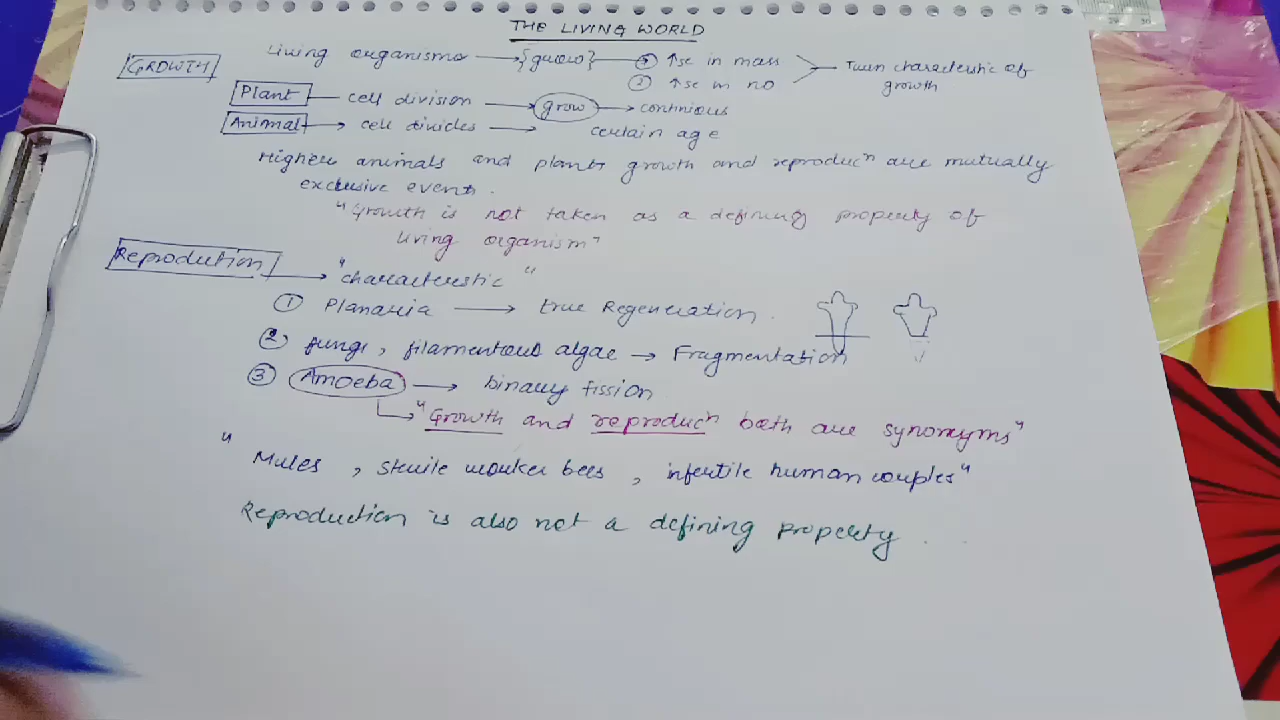 THE LIVING WORLD
GROWTH
Living organisms → {grow} → ① ↑se in mass
② ↑se in no
Twin characteristic of growth
Plant — cell division → grow → continious
Animal → cell divides → certain age
Higher animals and plants growth and reproducⁿ are mutually
exclusive events.
"Growth is not taken as a defining property of
living organism"
Reprodution → "characteristic"
① Planaria → true Regeneration.
② fungi, filamentous algae → Fragmentation
③ Amoeba → binary fission
→ "Growth and reproducⁿ both are synonyms"
"Mules, sterile worker bees, infertile human couples"
Reproduction is also not a defining property.